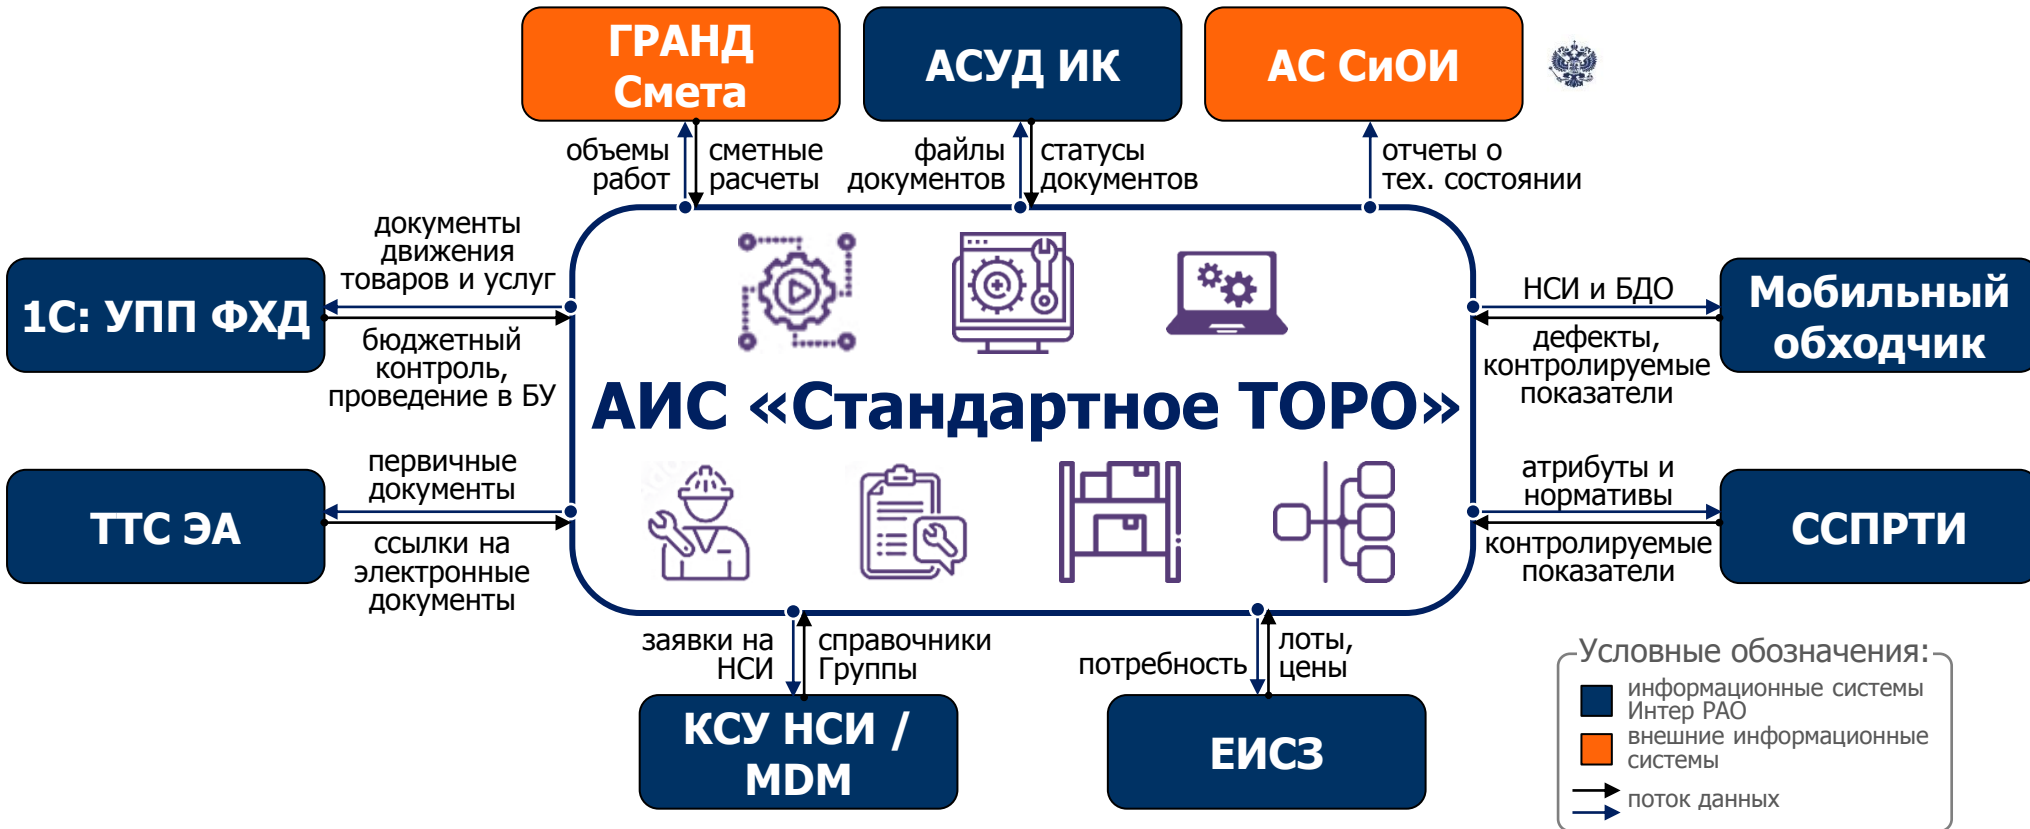 ГРАНД
Смета
АСУД ИК
АС СиОИ
объемы
работ
сметные
расчеты
файлы
документов
статусы
документов
отчеты о
тех. состоянии
документы
движения
товаров и услуг
1С: УПП ФХД
бюджетный
контроль,
проведение в БУ
НСИ и БДО
Мобильный
обходчик
дефекты,
контролируемые
показатели
АИС «Стандартное ТОРО»
первичные
документы
ТТС ЭА
ссылки на
электронные
документы
атрибуты и
нормативы
ССПРТИ
контролируемые
показатели
заявки на
НСИ
справочники
Группы
потребность
лоты,
цены
КСУ НСИ /
MDM
ЕИСЗ
Условные обозначения:
информационные системы
Интер РАО
внешние информационные
системы
поток данных